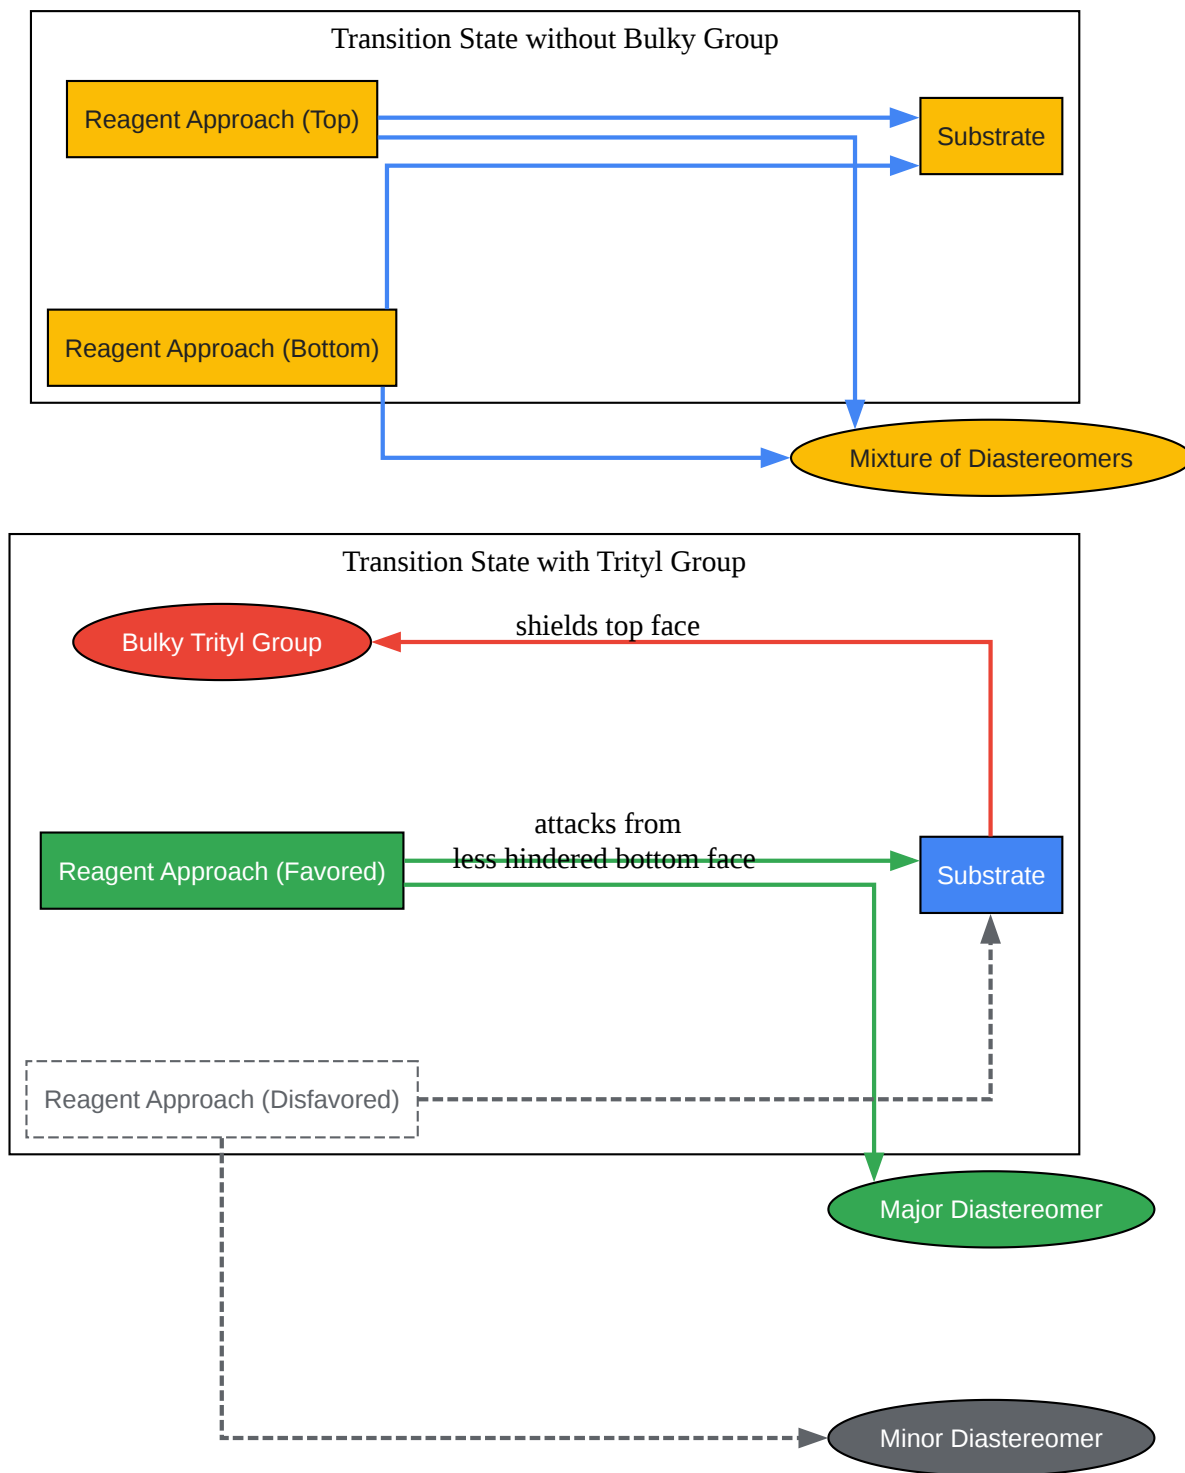 Transition State without Bulky Group
Reagent Approach (Top)
Substrate
Reagent Approach (Bottom)
Mixture of Diastereomers
Transition State with Trityl Group
Bulky Trityl Group
shields top face
attacks from
less hindered bottom face
Reagent Approach (Favored)
Substrate
Reagent Approach (Disfavored)
Major Diastereomer
Minor Diastereomer